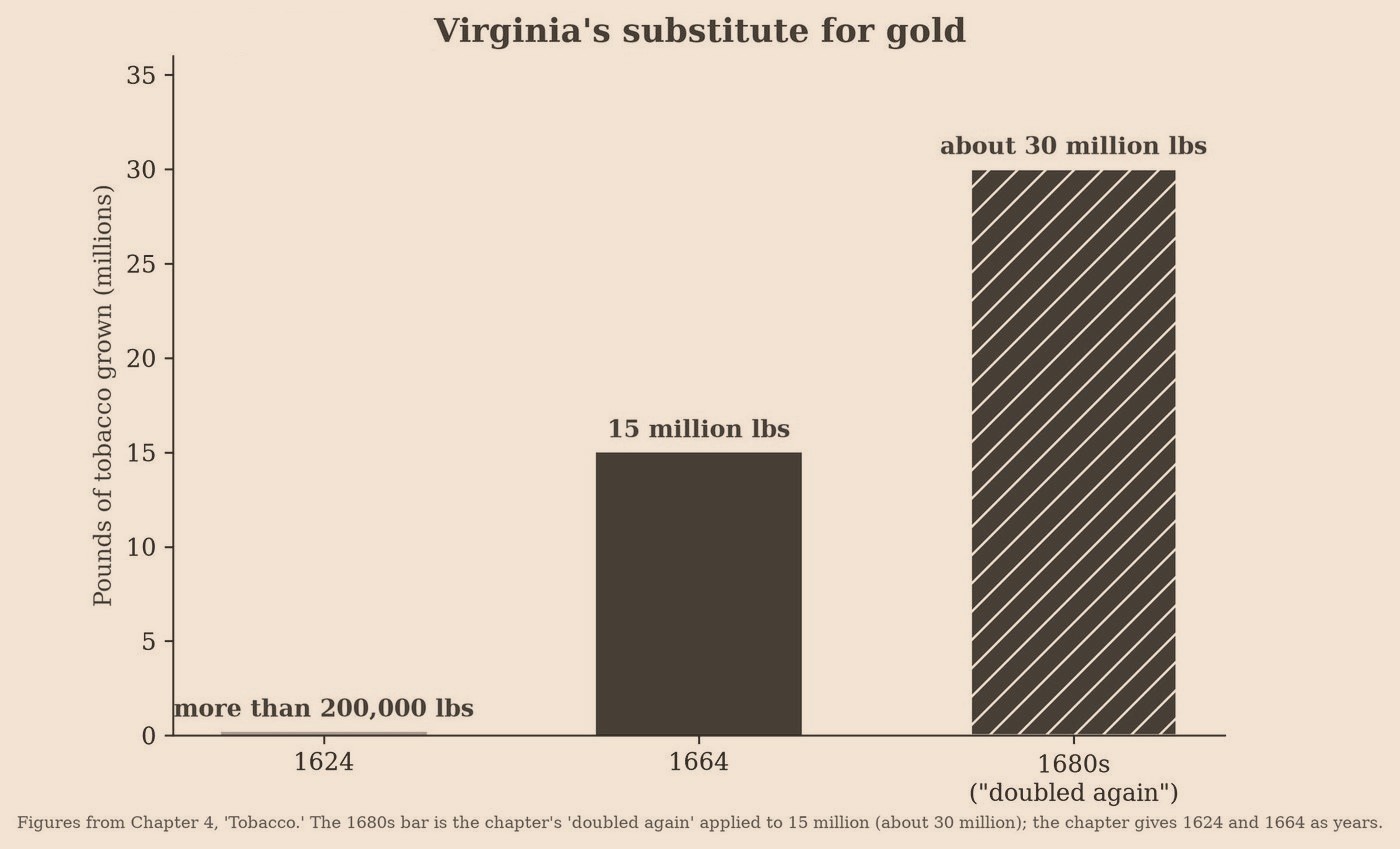 Virginia's substitute for gold
Pounds of tobacco grown (millions)
35
30
25
20
15
10
5
0
more than 200,000 lbs
15 million lbs
about 30 million lbs
1624
1664
1680s
("doubled again")
Figures from Chapter 4, 'Tobacco.' The 1680s bar is the chapter's 'doubled again' applied to 15 million (about 30 million); the chapter gives 1624 and 1664 as years.